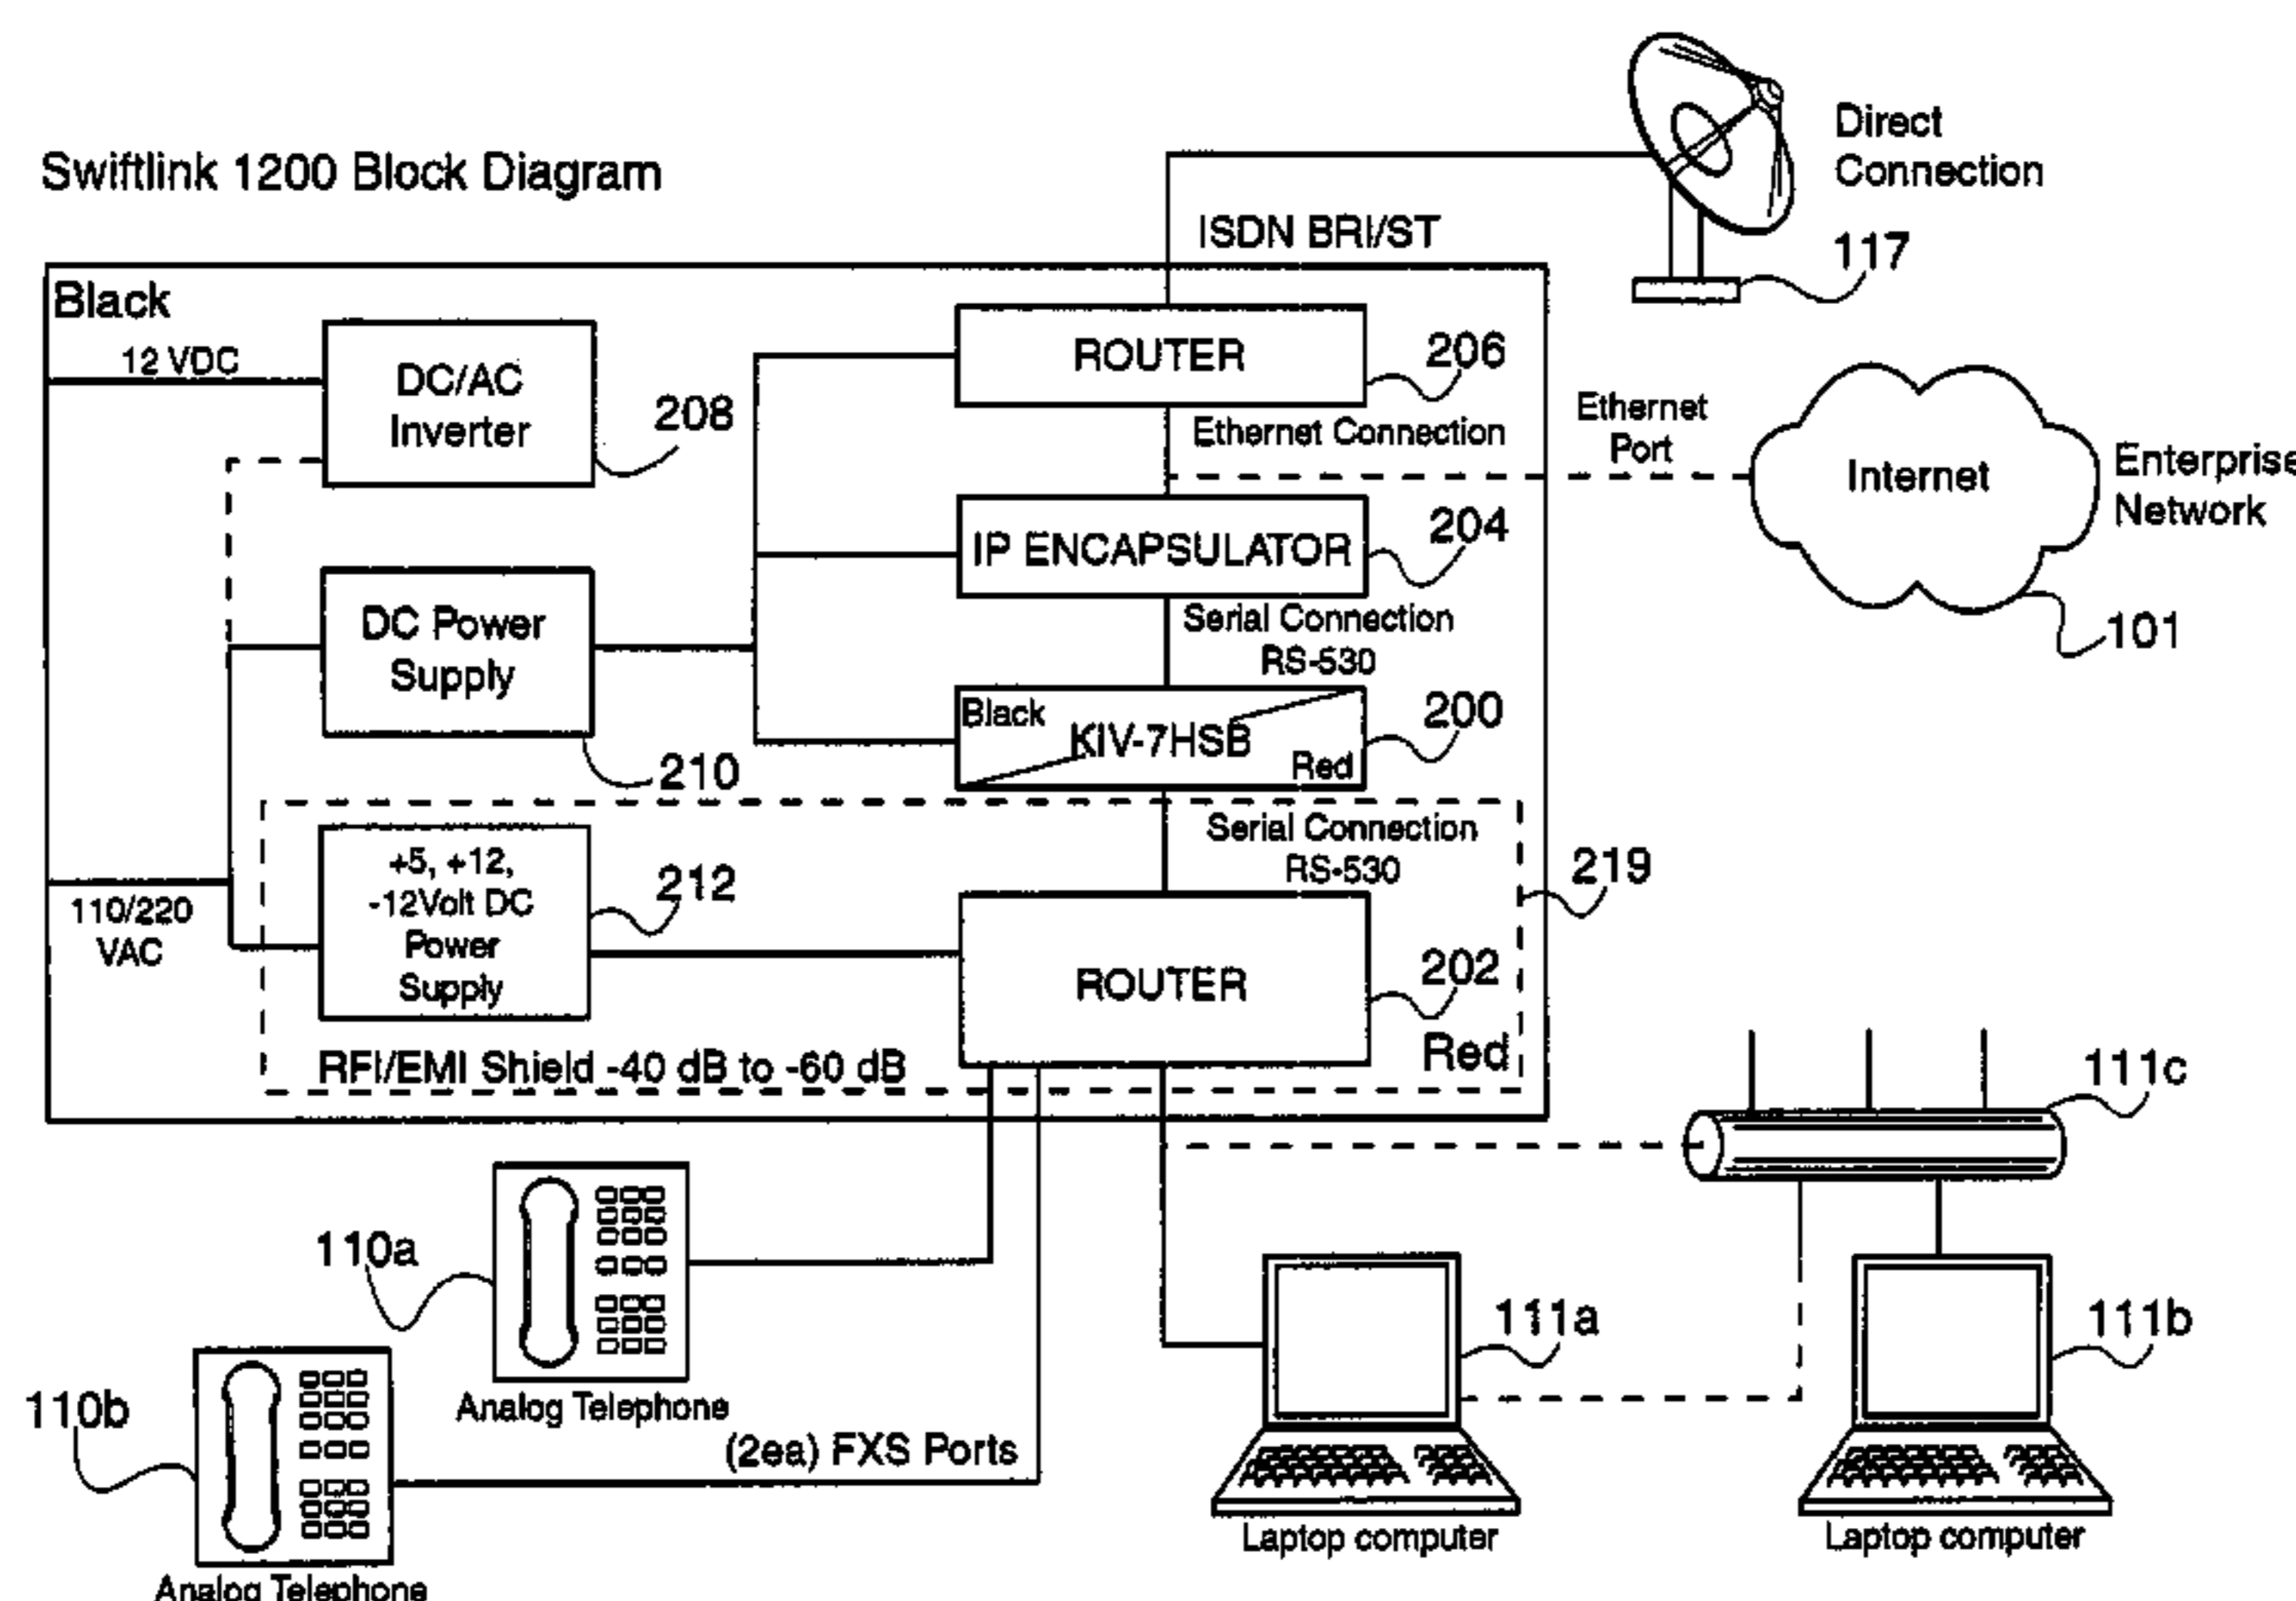 Swiftlink 1200 Block Diagram
Direct
Connection
117
ISDN BRI/ST
Black
12 VDC
DC/AC
Inverter
208
ROUTER
206
Ethernet Connection
Ethernet
Port
Internet
Enterprise
Network
101
IP ENCAPSULATOR
204
Serial Connection
RS-530
DC Power
Supply
210
Black
KIV-7HSB
Red
200
Serial Connection
RS-530
219
+5, +12,
-12Volt DC
Power
Supply
212
110/220
VAC
ROUTER
202
Red
RFI/EMI Shield -40 dB to -60 dB
111c
110a
Analog Telephone
111a
111b
110b
(2ea) FXS Ports
Laptop computer
Laptop computer
Analog Telephone